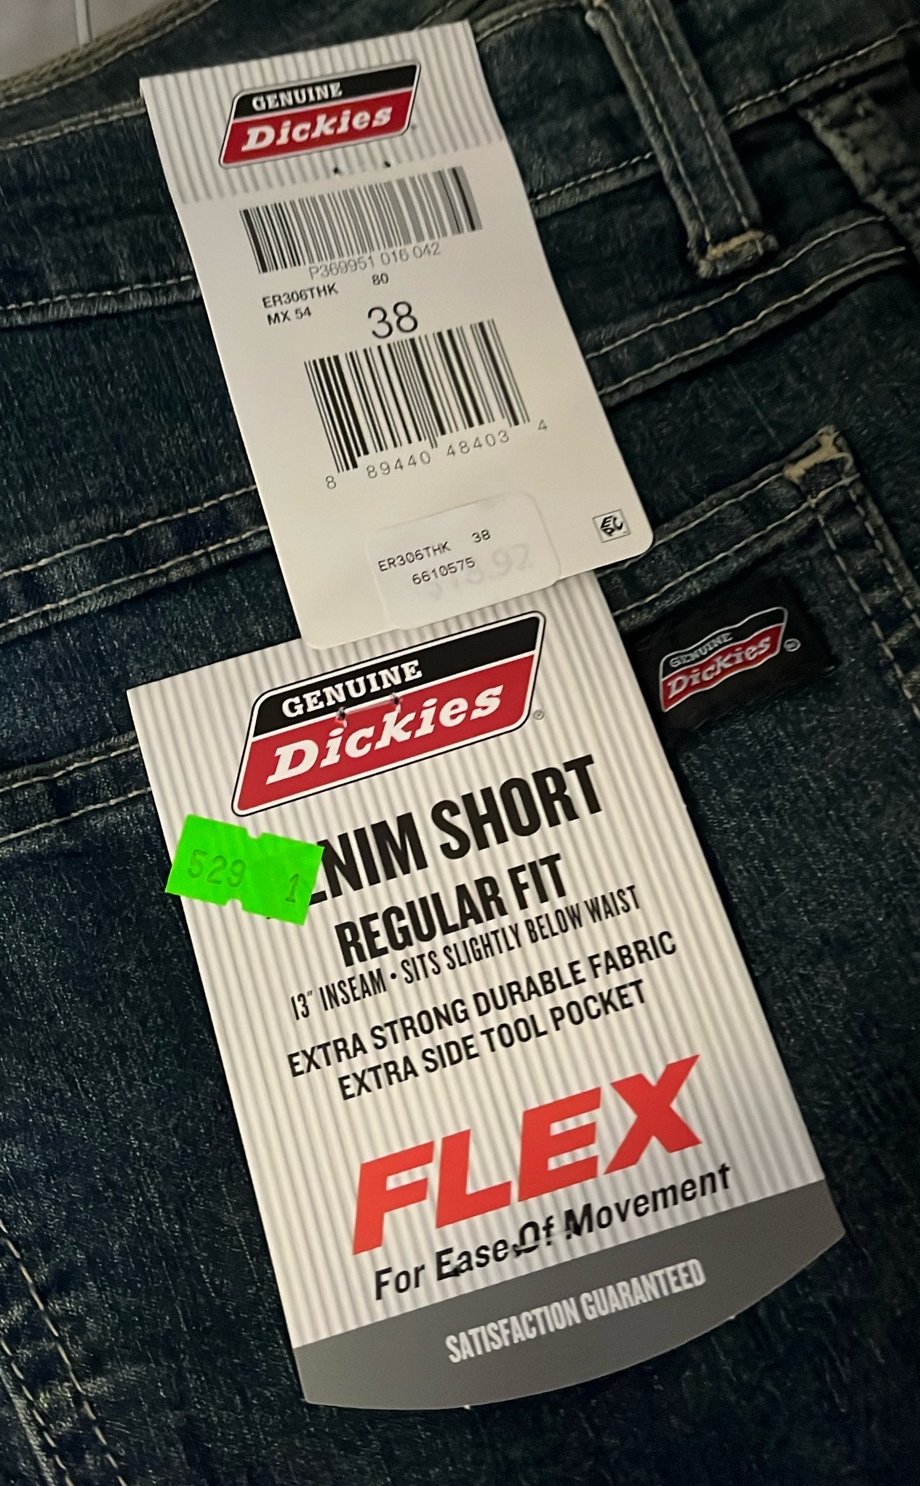 GENUINE
Dickies
P369951 016 042
ER306THK 80
MX 54
38
8 89440 48403 4
ER306THK 38
6610575
GENUINE
Dickies®
GENUINE
Dickies®
529 1
ENIM SHORT
REGULAR FIT
13" INSEAM • SITS SLIGHTLY BELOW WAIST
EXTRA STRONG DURABLE FABRIC
EXTRA SIDE TOOL POCKET
FLEX
For Ease Of Movement
SATISFACTION GUARANTEED